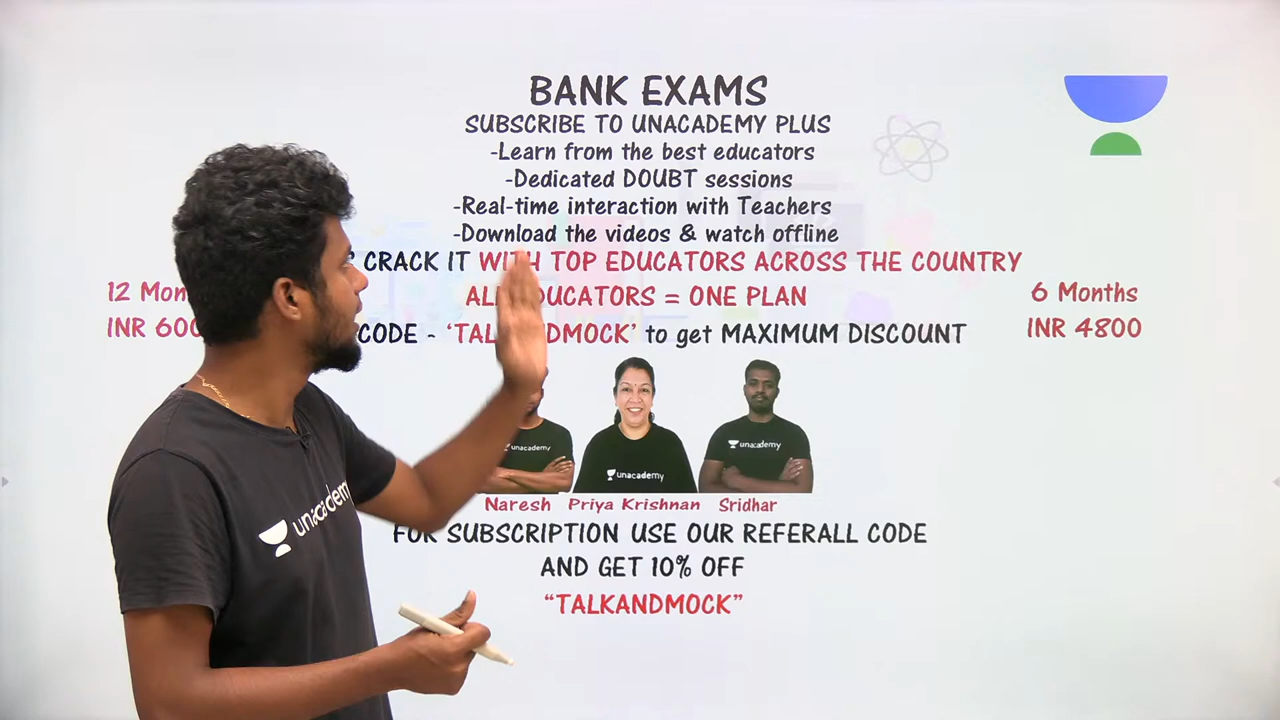 BANK EXAMS
SUBSCRIBE TO UNACADEMY PLUS
-Learn from the best educators
-Dedicated DOUBT sessions
-Real-time interaction with Teachers
-Download the videos & watch offline
CRACK IT WITH TOP EDUCATORS ACROSS THE COUNTRY
12 Mon
ALL EDUCATORS = ONE PLAN
6 Months
INR 600
CODE - ‘TALKANDMOCK’ to get MAXIMUM DISCOUNT
INR 4800
unacademy
unacademy
unacademy
Naresh Priya Krishnan Sridhar
unacademy
FOR SUBSCRIPTION USE OUR REFERALL CODE
AND GET 10% OFF
“TALKANDMOCK”